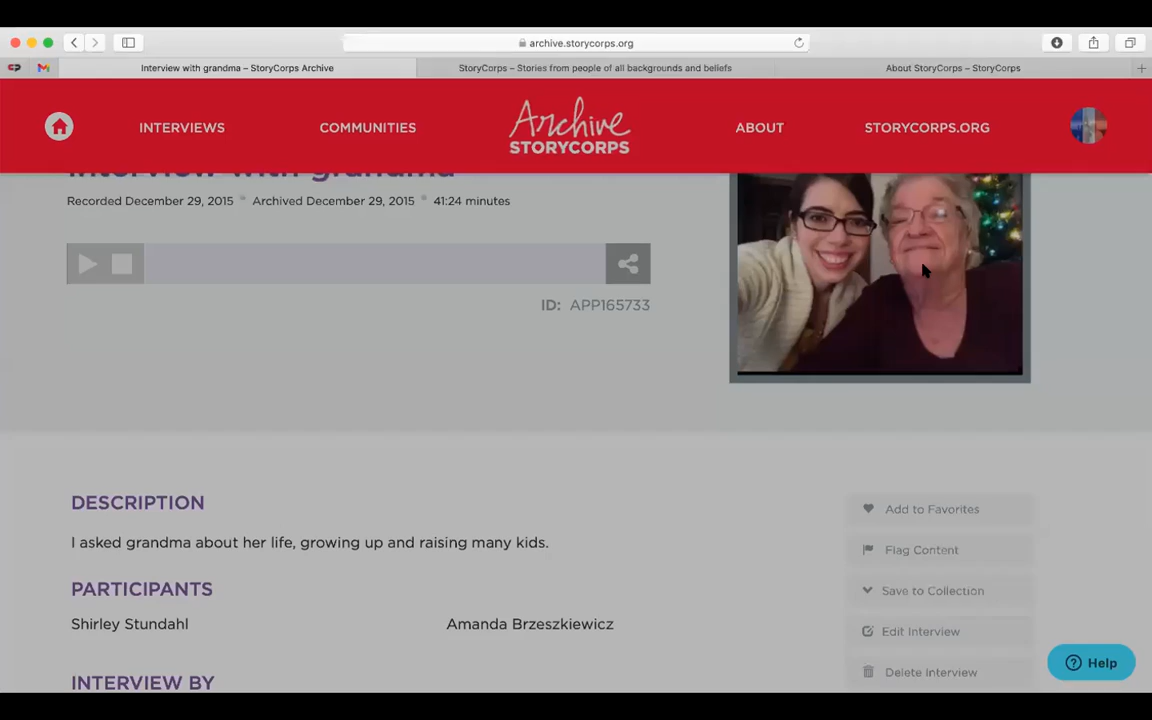 archive.storycorps.org
Interview with grandma – StoryCorps Archive
StoryCorps – Stories from people of all backgrounds and beliefs
About StoryCorps – StoryCorps
INTERVIEWS
COMMUNITIES
Archive
STORYCORPS
ABOUT
STORYCORPS.ORG
Interview with grandma
Recorded December 29, 2015
Archived December 29, 2015
41:24 minutes
ID: APP165733
DESCRIPTION
I asked grandma about her life, growing up and raising many kids.
PARTICIPANTS
Shirley Stundahl
Amanda Brzeszkiewicz
INTERVIEW BY
Add to Favorites
Flag Content
Save to Collection
Edit Interview
Delete Interview
Help